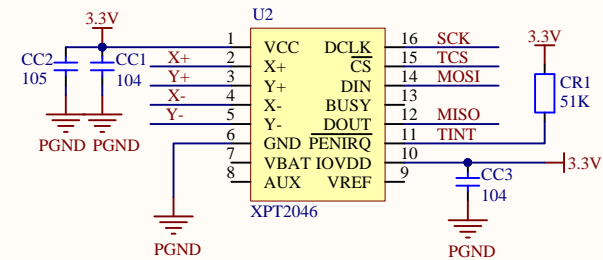 U2
3.3V
1 VCC DCLK 16 SCK
3.3V
CC2 CC1 X+ 2 X+ CS 15 TCS
105 104 Y+ 3 Y+ DIN 14 MOSI
X- 4 X- BUSY 13
CR1
51K
Y- 5 Y- DOUT 12 MISO
6 GND PENIRQ 11 TINT
PGND PGND
7 VBAT IOVDD 10 3.3V
8 AUX VREF 9
CC3
104
XPT2046
PGND
PGND